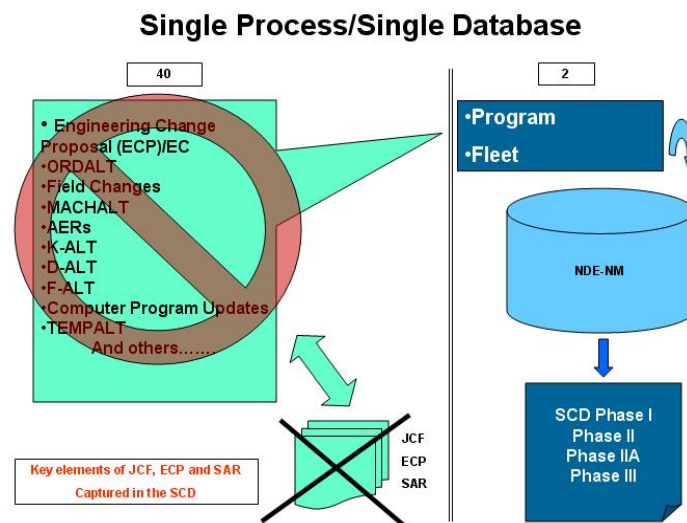 Single Process/Single Database
40
• Engineering Change
Proposal (ECP)/EC
•ORDALT
•Field Changes
•MACHALT
•AERs
•K-ALT
•D-ALT
•F-ALT
•Computer Program Updates
•TEMPALT
And others…….
JCF
ECP
SAR
Key elements of JCF, ECP and SAR
Captured in the SCD
2
•Program
•Fleet
NDE-NM
SCD Phase I
Phase II
Phase IIA
Phase III